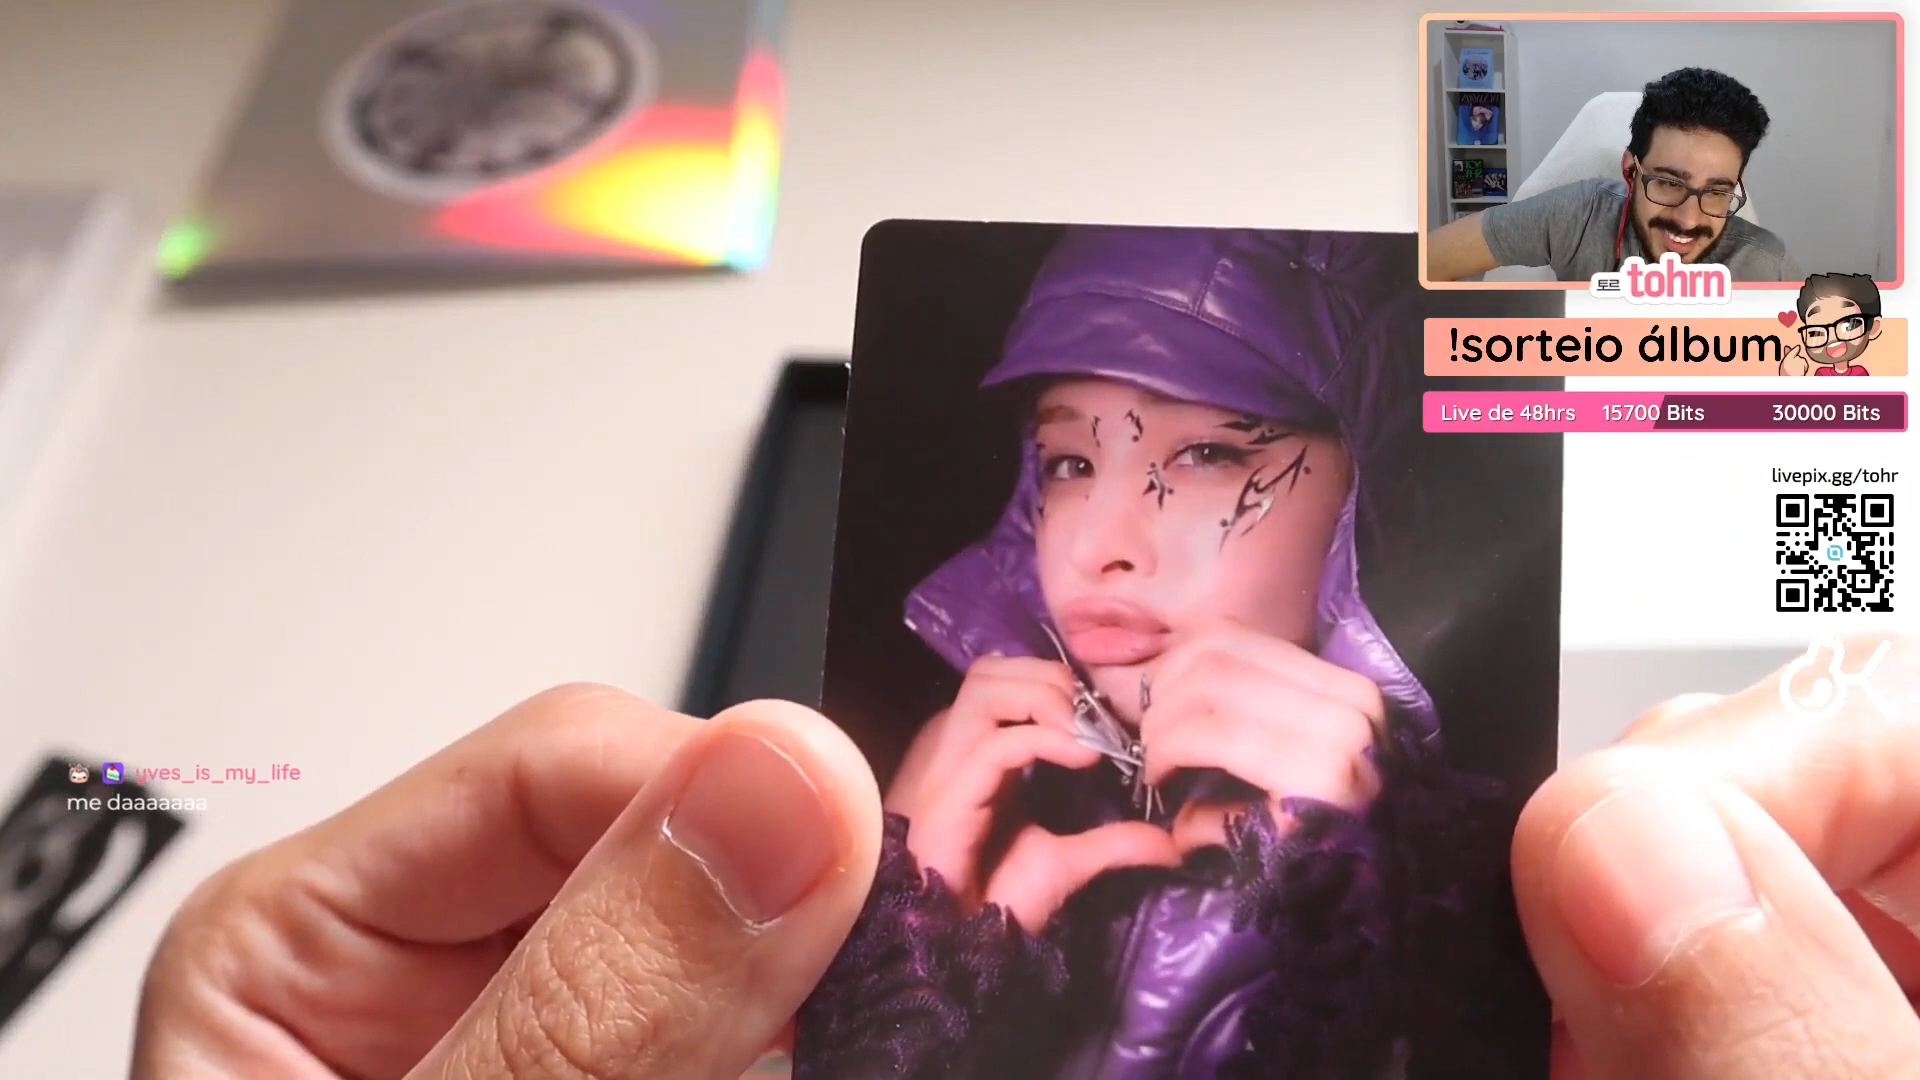 토르 tohrn
!sorteio álbum
Live de 48hrs 15700 Bits 30000 Bits
livepix.gg/tohr
yves_is_my_life
me daaaaaaa